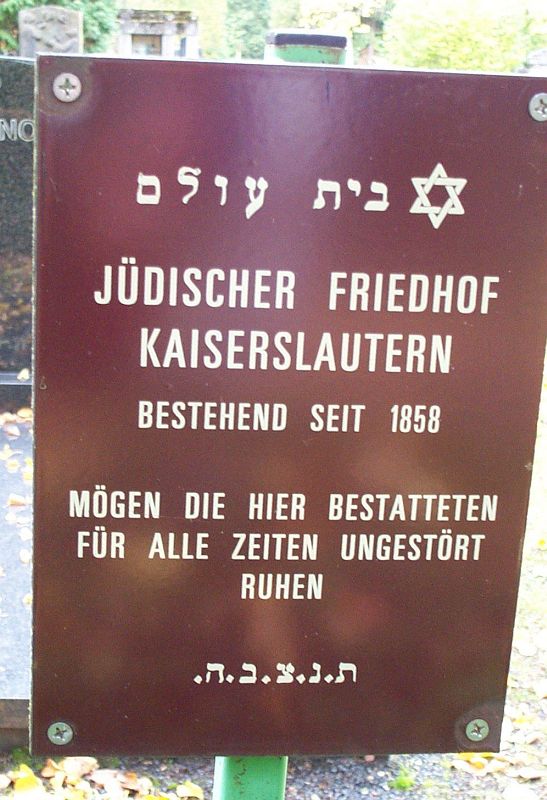 בית עולם
JÜDISCHER FRIEDHOF
KAISERSLAUTERN
BESTEHEND SEIT 1858
MÖGEN DIE HIER BESTATTETEN
FÜR ALLE ZEITEN UNGESTÖRT
RUHEN
ת.נ.צ.ב.ה.